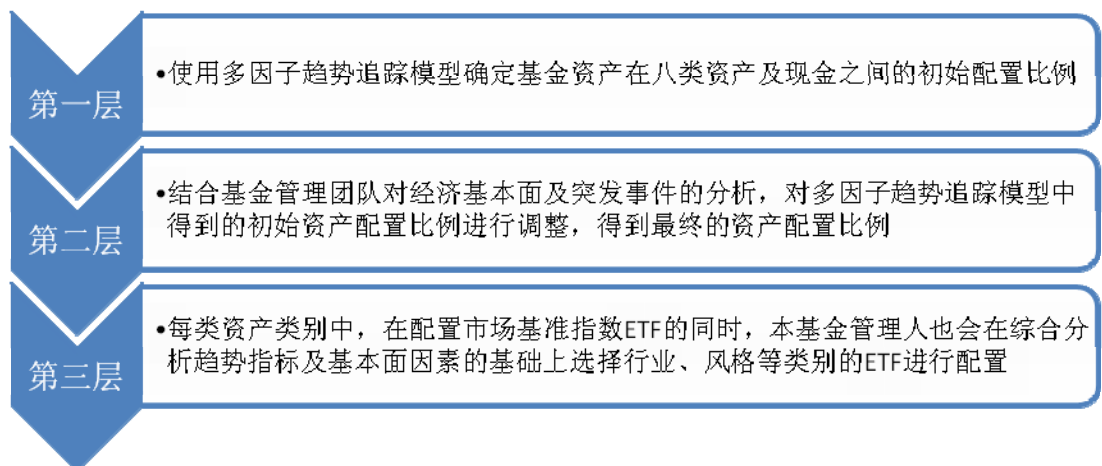 第一层
•使用多因子趋势追踪模型确定基金资产在八类资产及现金之间的初始配置比例
第二层
•结合基金管理团队对经济基本面及突发事件的分析，对多因子趋势追踪模型中
得到的初始资产配置比例进行调整，得到最终的资产配置比例
第三层
•每类资产类别中，在配置市场基准指数ETF的同时，本基金管理人也会在综合分
析趋势指标及基本面因素的基础上选择行业、风格等类别的ETF进行配置